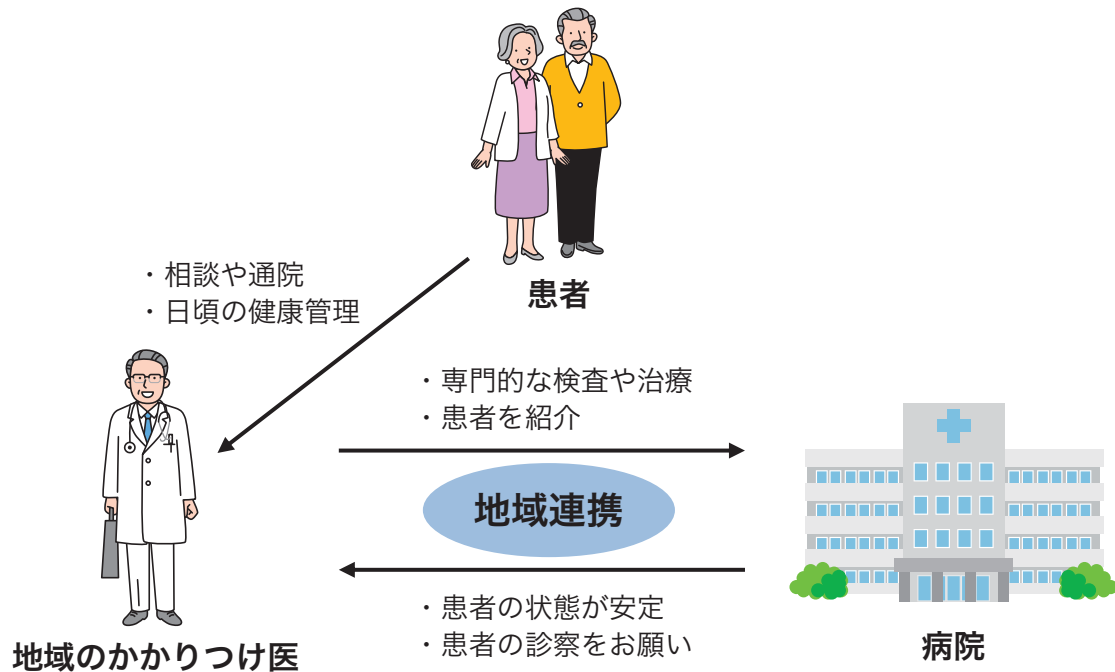 患者
・相談や通院
・日頃の健康管理
・専門的な検査や治療
・患者を紹介
地域連携
・患者の状態が安定
・患者の診察をお願い
地域のかかりつけ医
病院